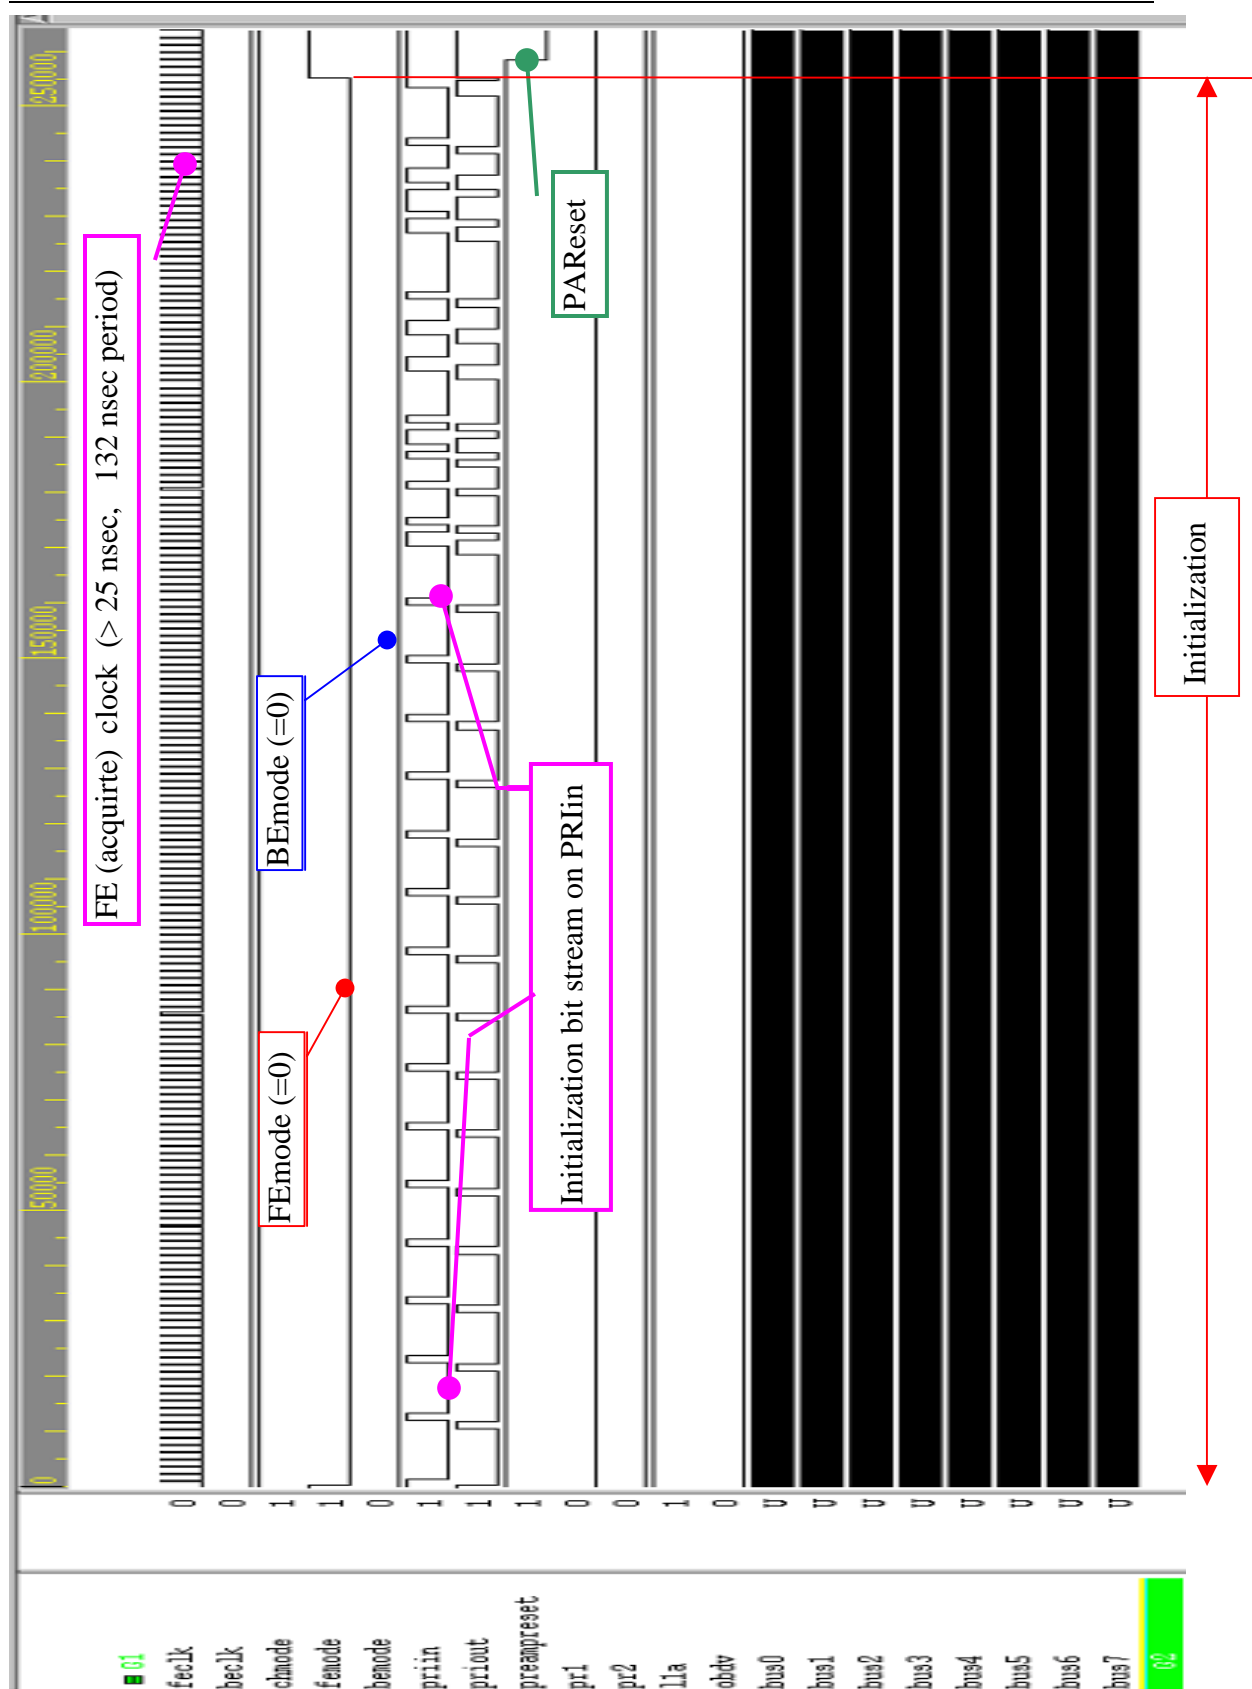 0
50000
100000
150000
200000
250000
FE (acquirte) clock (> 25 nsec, 132 nsec period)
FEmode (=0)
BEmode (=0)
Initialization bit stream on PRIin
PAReset
Initialization
G1
feclk 0
beclk 0
chmode 1
femode 1
bemode 0
priin 1
priout 1
preampreset 1
pr1 0
pr2 0
l1a 1
obdv 0
bus0 U
bus1 U
bus2 U
bus3 U
bus4 U
bus5 U
bus6 U
bus7 U
G2